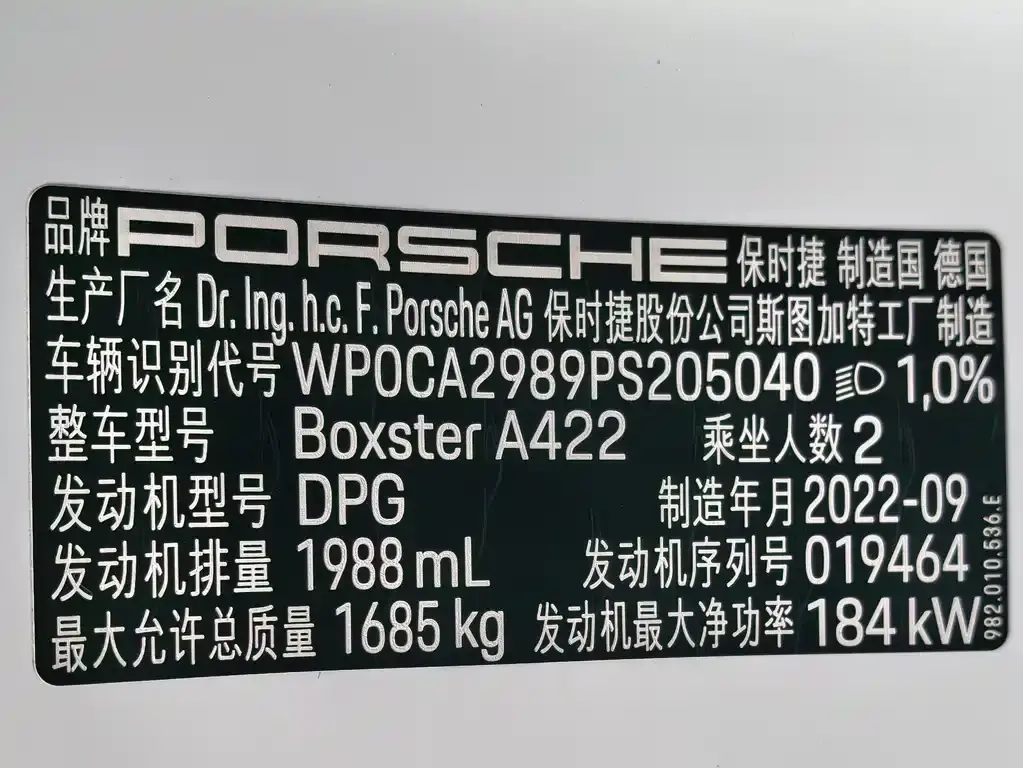 品牌 PORSCHE 保时捷 制造国 德国
生产厂名 Dr. Ing. h.c. F. Porsche AG 保时捷股份公司斯图加特工厂制造
车辆识别代号 WP0CA2989PS205040 1,0%
整车型号 Boxster A422 乘坐人数 2
发动机型号 DPG 制造年月 2022-09
发动机排量 1988 mL 发动机序列号 019464
最大允许总质量 1685 kg 发动机最大净功率 184 kW
982.010.536.E